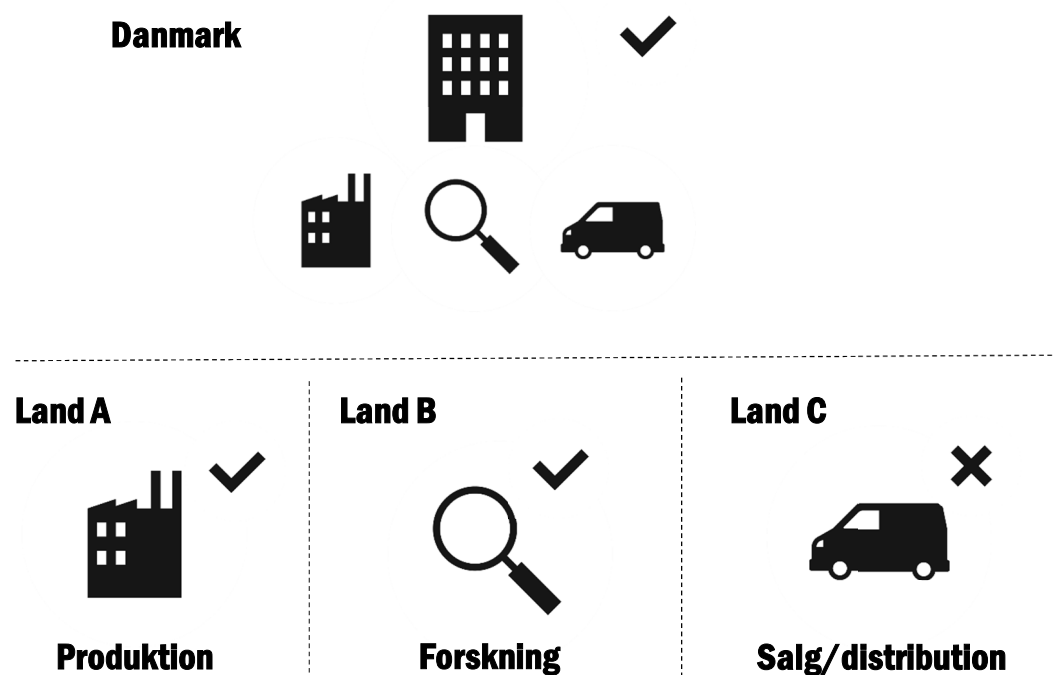 Danmark
Land A
Land B
Land C
Produktion
Forskning
Salg/distribution